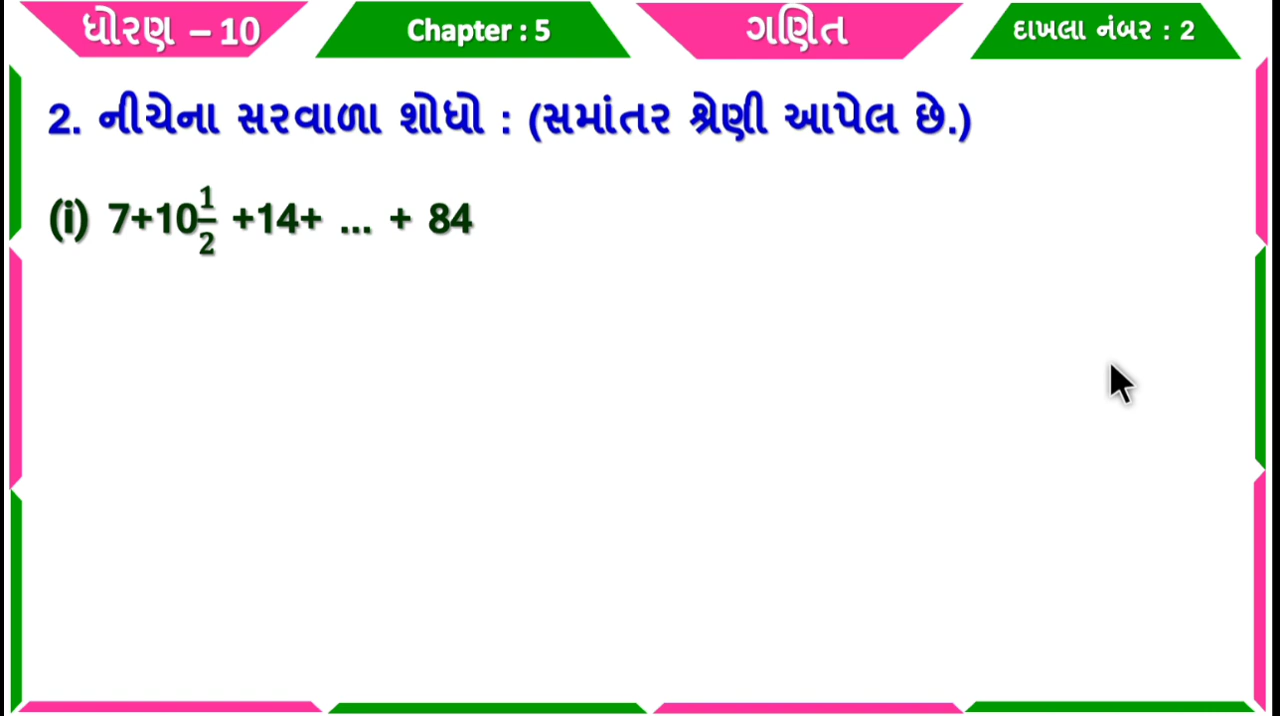 ધોરણ – 10 Chapter : 5 ગણિત દાખલા નંબર : 2
2. નીચેના સરવાળા શોધો : (સમાંતર શ્રેણી આપેલ છે.)
(i) 7+10½ +14+ ... + 84